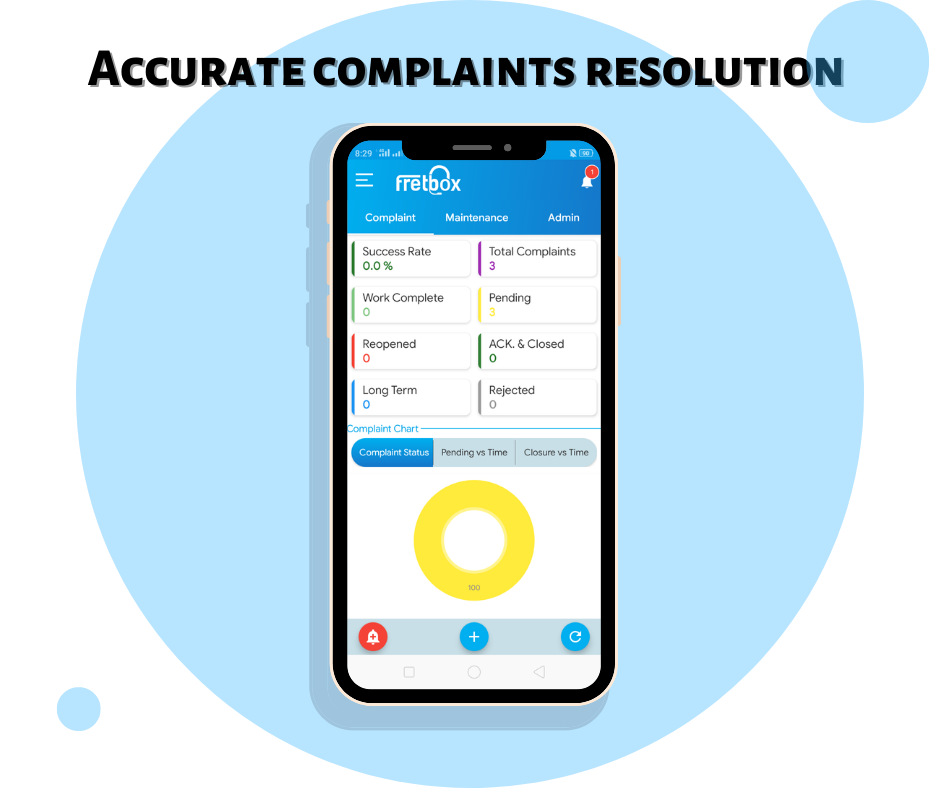 Accurate complaints resolution
8:29
98
1
fretbox
Complaint Maintenance Admin
Success Rate Total Complaints
0.0 % 3
Work Complete Pending
0 3
Reopened ACK. & Closed
0 0
Long Term Rejected
0 0
Complaint Chart
Complaint Status Pending vs Time Closure vs Time
100